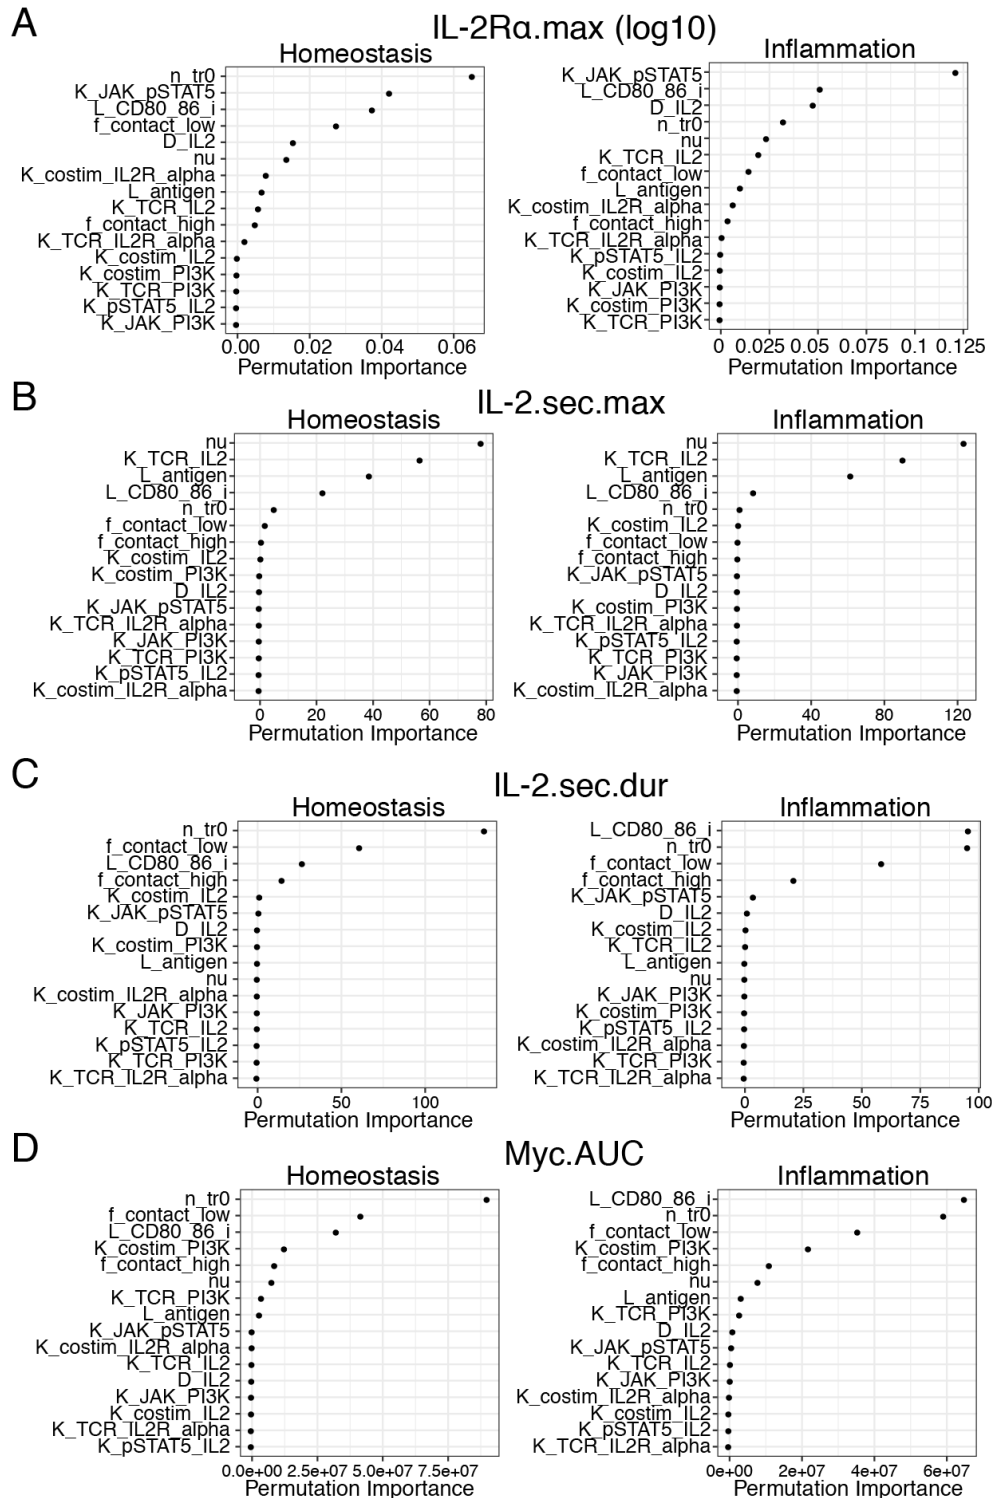 A
IL-2Rα.max (log10)
Homeostasis
n_tr0
K_JAK_pSTAT5
L_CD80_86_i
f_contact_low
D_IL2
nu
K_costim_IL2R_alpha
L_antigen
K_TCR_IL2
f_contact_high
K_TCR_IL2R_alpha
K_costim_IL2
K_costim_PI3K
K_TCR_PI3K
K_pSTAT5_IL2
K_JAK_PI3K
0.00 0.02 0.04 0.06
Permutation Importance
Inflammation
K_JAK_pSTAT5
L_CD80_86_i
D_IL2
n_tr0
nu
K_TCR_IL2
f_contact_low
L_antigen
K_costim_IL2R_alpha
f_contact_high
K_TCR_IL2R_alpha
K_pSTAT5_IL2
K_costim_IL2
K_JAK_PI3K
K_costim_PI3K
K_TCR_PI3K
0 0.025 0.05 0.075 0.1 0.125
Permutation Importance
B
IL-2.sec.max
Homeostasis
nu
K_TCR_IL2
L_antigen
L_CD80_86_i
n_tr0
f_contact_low
f_contact_high
K_costim_IL2
K_costim_PI3K
D_IL2
K_JAK_pSTAT5
K_TCR_IL2R_alpha
K_JAK_PI3K
K_TCR_PI3K
K_pSTAT5_IL2
K_costim_IL2R_alpha
0 20 40 60 80
Permutation Importance
Inflammation
nu
K_TCR_IL2
L_antigen
L_CD80_86_i
n_tr0
K_costim_IL2
f_contact_low
f_contact_high
K_JAK_pSTAT5
D_IL2
K_costim_PI3K
K_TCR_IL2R_alpha
K_pSTAT5_IL2
K_TCR_PI3K
K_JAK_PI3K
K_costim_IL2R_alpha
0 40 80 120
Permutation Importance
C
IL-2.sec.dur
Homeostasis
n_tr0
f_contact_low
L_CD80_86_i
f_contact_high
K_costim_IL2
K_JAK_pSTAT5
D_IL2
K_costim_PI3K
L_antigen
nu
K_costim_IL2R_alpha
K_JAK_PI3K
K_TCR_IL2
K_pSTAT5_IL2
K_TCR_PI3K
K_TCR_IL2R_alpha
0 50 100
Permutation Importance
Inflammation
L_CD80_86_i
n_tr0
f_contact_low
f_contact_high
K_JAK_pSTAT5
D_IL2
K_costim_IL2
K_TCR_IL2
L_antigen
nu
K_JAK_PI3K
K_costim_PI3K
K_pSTAT5_IL2
K_costim_IL2R_alpha
K_TCR_PI3K
K_TCR_IL2R_alpha
0 25 50 75 100
Permutation Importance
D
Myc.AUC
Homeostasis
n_tr0
f_contact_low
L_CD80_86_i
K_costim_PI3K
f_contact_high
nu
K_TCR_PI3K
L_antigen
K_JAK_pSTAT5
K_costim_IL2R_alpha
K_TCR_IL2
D_IL2
K_JAK_PI3K
K_costim_IL2
K_TCR_IL2R_alpha
K_pSTAT5_IL2
0.0e+00 2.5e+07 5.0e+07 7.5e+07
Permutation Importance
Inflammation
L_CD80_86_i
n_tr0
f_contact_low
K_costim_PI3K
f_contact_high
nu
L_antigen
K_TCR_PI3K
D_IL2
K_JAK_pSTAT5
K_TCR_IL2
K_JAK_PI3K
K_costim_IL2R_alpha
K_costim_IL2
K_pSTAT5_IL2
K_TCR_IL2R_alpha
0e+00 2e+07 4e+07 6e+07
Permutation Importance